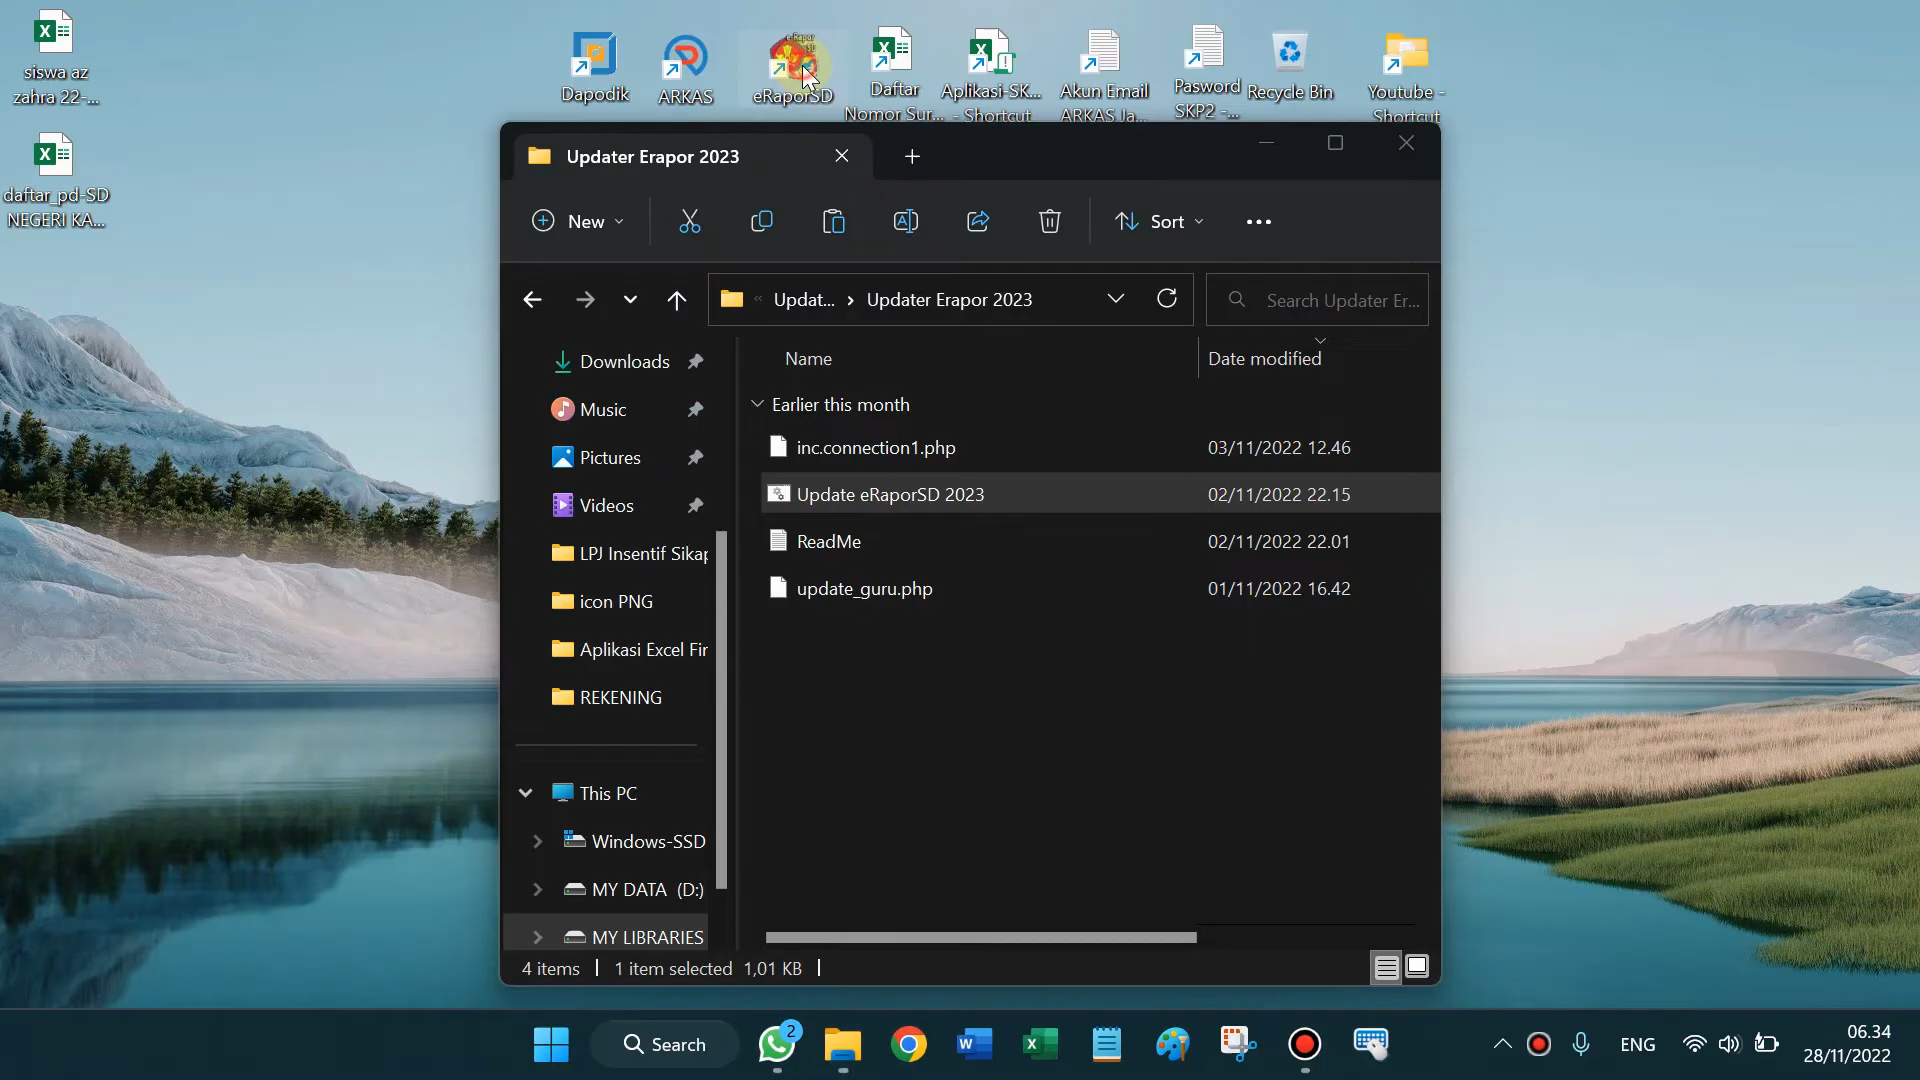 siswa az
zahra 22-...
daftar_pd-SD
NEGERI KA...
Dapodik
ARKAS
e-Rapor
SD
eRaporSD
Daftar
Nomor Sur...
Aplikasi-SK...
- Shortcut
Akun Email
ARKAS Ja...
Pasword
SKP2 -...
Recycle Bin
Youtube -
Shortcut
Updater Erapor 2023
New
Sort
Updat... > Updater Erapor 2023
Search Updater Er...
Downloads
Music
Pictures
Videos
LPJ Insentif Sikap
icon PNG
Aplikasi Excel Fir
REKENING
This PC
Windows-SSD
MY DATA (D:)
MY LIBRARIES
Name
Date modified
Earlier this month
inc.connection1.php 03/11/2022 12.46
Update eRaporSD 2023 02/11/2022 22.15
ReadMe 02/11/2022 22.01
update_guru.php 01/11/2022 16.42
4 items 1 item selected 1,01 KB
Search
2
ENG
06.34
28/11/2022